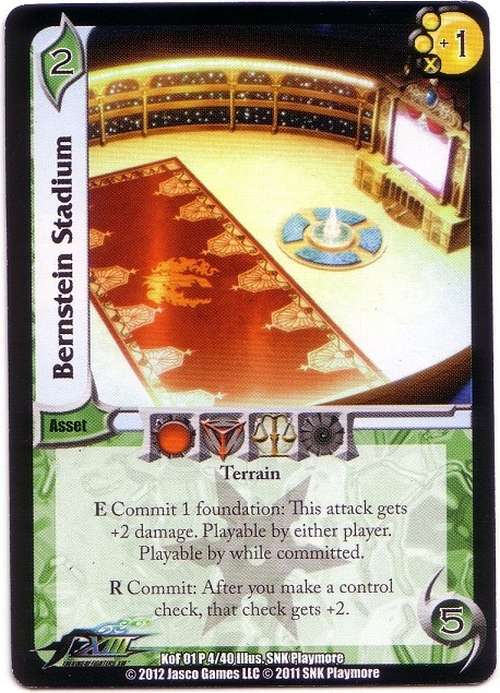 2
+1
X
Bernstein Stadium
Asset
Terrain
E Commit 1 foundation: This attack gets
+2 damage. Playable by either player.
Playable by while committed.
R Commit: After you make a control
check, that check gets +2.
5
XIII
KoF 01 P 4/40 Illus. SNK Playmore
© 2012 Jasco Games LLC © 2011 SNK Playmore